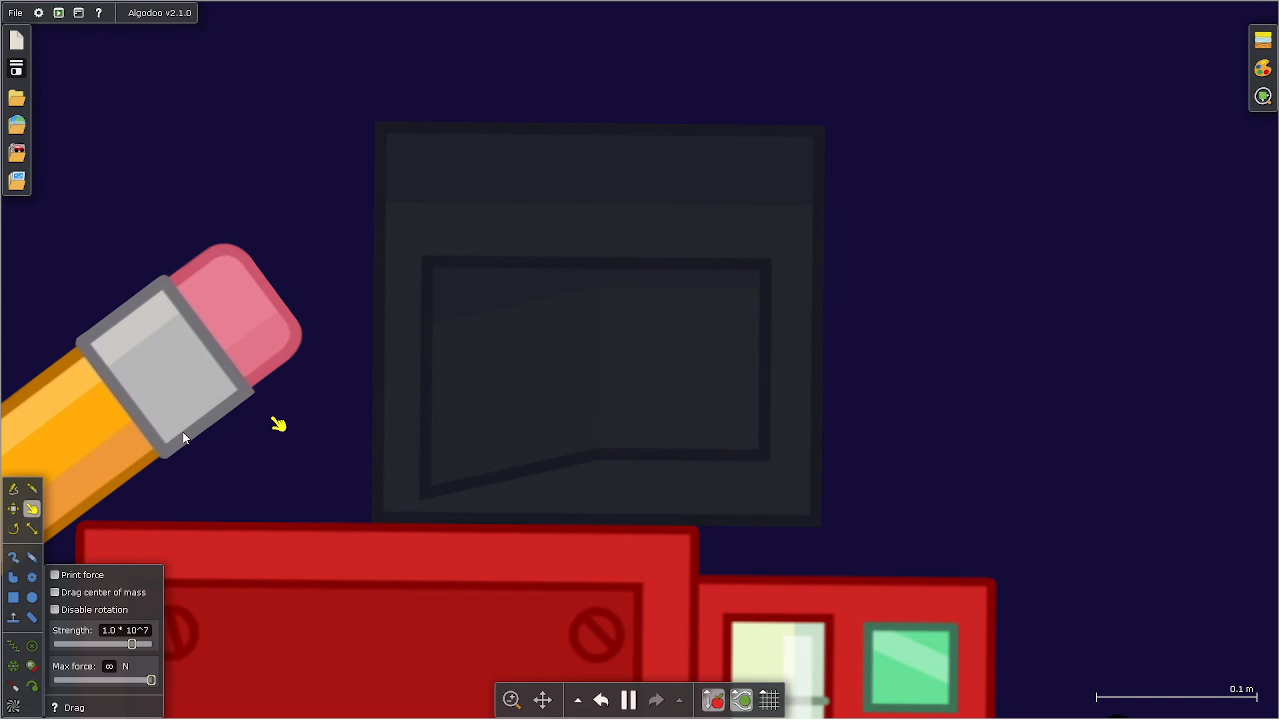 File ? Algodoo v2.1.0
Print force
Drag center of mass
Disable rotation
Strength: 1.0 * 10^7
Max force: ∞ N
? Drag
0.1 m